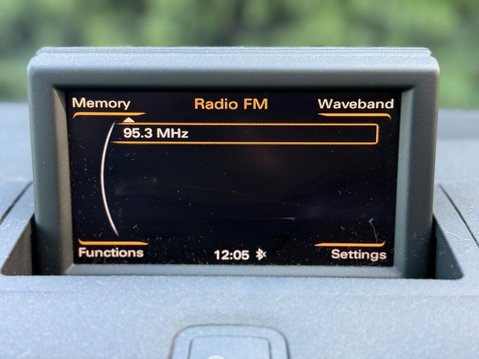 Memory Radio FM Waveband
95.3 MHz
Functions 12:05 Settings